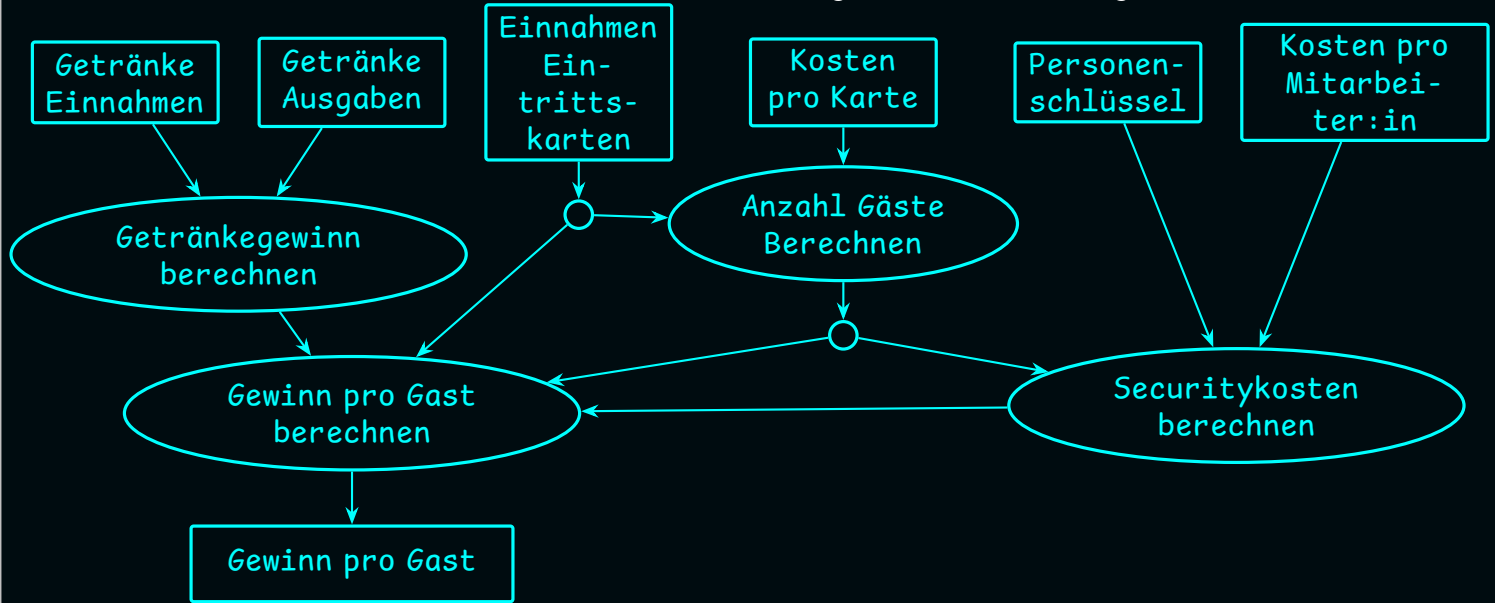 Getränke
Einnahmen
Getränke
Ausgaben
Einnahmen
Ein-
tritts-
karten
Kosten
pro Karte
Personen-
schlüssel
Kosten pro
Mitarbei-
ter:in
Getränkegewinn
berechnen
Anzahl Gäste
Berechnen
Gewinn pro Gast
berechnen
Securitykosten
berechnen
Gewinn pro Gast